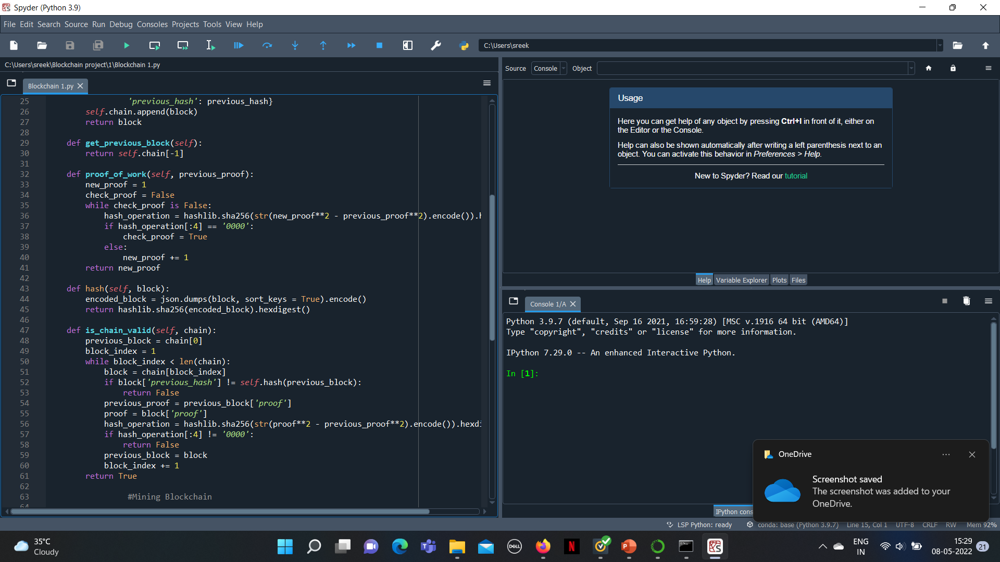 Spyder (Python 3.9)
File Edit Search Source Run Debug Consoles Projects Tools View Help
C:\Users\sreek
C:\Users\sreek\Blockchain project\1\Blockchain 1.py
Blockchain 1.py
25 'previous_hash': previous_hash}
26 self.chain.append(block)
27 return block
28
29 def get_previous_block(self):
30 return self.chain[-1]
31
32 def proof_of_work(self, previous_proof):
33 new_proof = 1
34 check_proof = False
35 while check_proof is False:
36 hash_operation = hashlib.sha256(str(new_proof**2 - previous_proof**2).encode()).h
37 if hash_operation[:4] == '0000':
38 check_proof = True
39 else:
40 new_proof += 1
41 return new_proof
42
43 def hash(self, block):
44 encoded_block = json.dumps(block, sort_keys = True).encode()
45 return hashlib.sha256(encoded_block).hexdigest()
46
47 def is_chain_valid(self, chain):
48 previous_block = chain[0]
49 block_index = 1
50 while block_index < len(chain):
51 block = chain[block_index]
52 if block['previous_hash'] != self.hash(previous_block):
53 return False
54 previous_proof = previous_block['proof']
55 proof = block['proof']
56 hash_operation = hashlib.sha256(str(proof**2 - previous_proof**2).encode()).hexdi
57 if hash_operation[:4] != '0000':
58 return False
59 previous_block = block
60 block_index += 1
61 return True
62
63 #Mining Blockchain
64
Source Console Object
Usage
Here you can get help of any object by pressing Ctrl+I in front of it, either on
the Editor or the Console.
Help can also be shown automatically after writing a left parenthesis next to an
object. You can activate this behavior in Preferences > Help.
New to Spyder? Read our tutorial
Help Variable Explorer Plots Files
Console 1/A
Python 3.9.7 (default, Sep 16 2021, 16:59:28) [MSC v.1916 64 bit (AMD64)]
Type "copyright", "credits" or "license" for more information.
IPython 7.29.0 -- An enhanced Interactive Python.
In [1]:
OneDrive
Screenshot saved
The screenshot was added to your
OneDrive.
IPython cons
LSP Python: ready conda: base (Python 3.9.7) Line 15, Col 1 UTF-8 CRLF RW Mem 92%
35°C
Cloudy
DELL
N
P
ENG
IN
15:29
08-05-2022
21